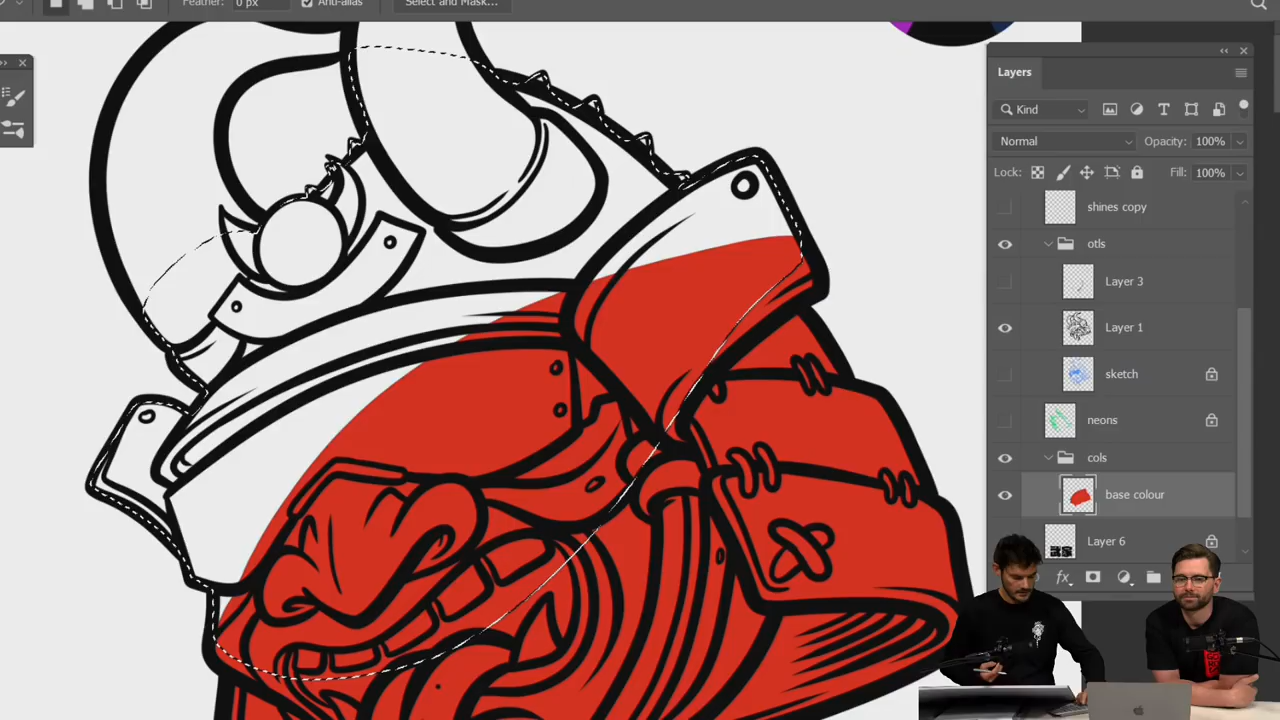 Feather: 0 px Anti-alias Select and Mask...
Layers
Kind
Normal Opacity: 100%
Lock: Fill: 100%
shines copy
otls
Layer 3
Layer 1
sketch
neons
cols
base colour
Layer 6
fx